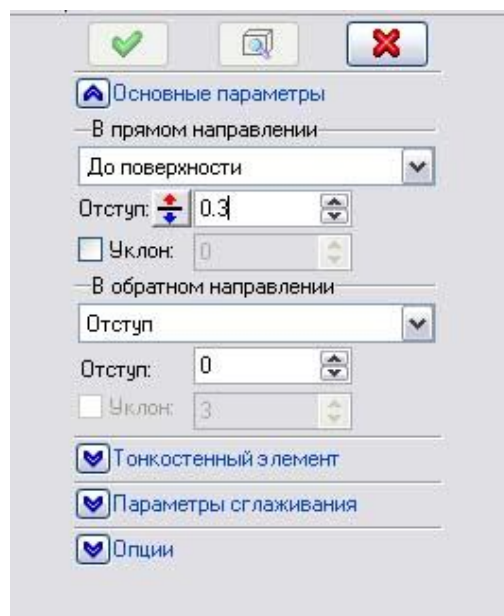 Основные параметры
В прямом направлении
До поверхности
Отступ: 0.3
Уклон: 0
В обратном направлении
Отступ
Отступ: 0
Уклон: 3
Тонкостенный элемент
Параметры сглаживания
Опции